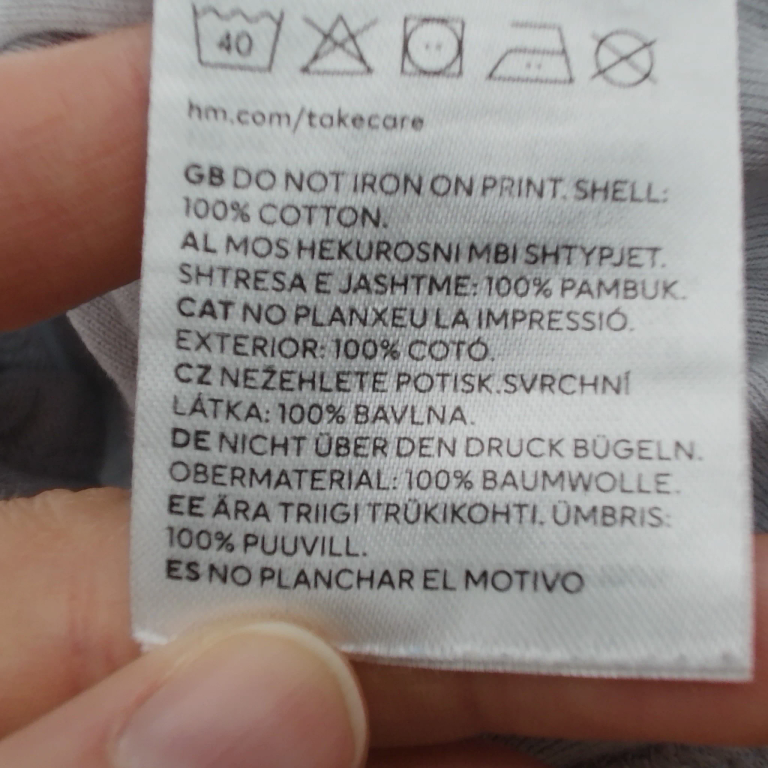 40
hm.com/takecare
GB DO NOT IRON ON PRINT. SHELL:
100% COTTON.
AL MOS HEKUROSNI MBI SHTYPJET.
SHTRESA E JASHTME: 100% PAMBUK.
CAT NO PLANXEU LA IMPRESSIÓ.
EXTERIOR: 100% COTÓ.
CZ NEŽEHLETE POTISK.SVRCHNÍ
LÁTKA: 100% BAVLNA.
DE NICHT ÜBER DEN DRUCK BÜGELN.
OBERMATERIAL: 100% BAUMWOLLE.
EE ÄRA TRIIGI TRÜKIKOHTI. ÜMBRIS:
100% PUUVILL.
ES NO PLANCHAR EL MOTIVO